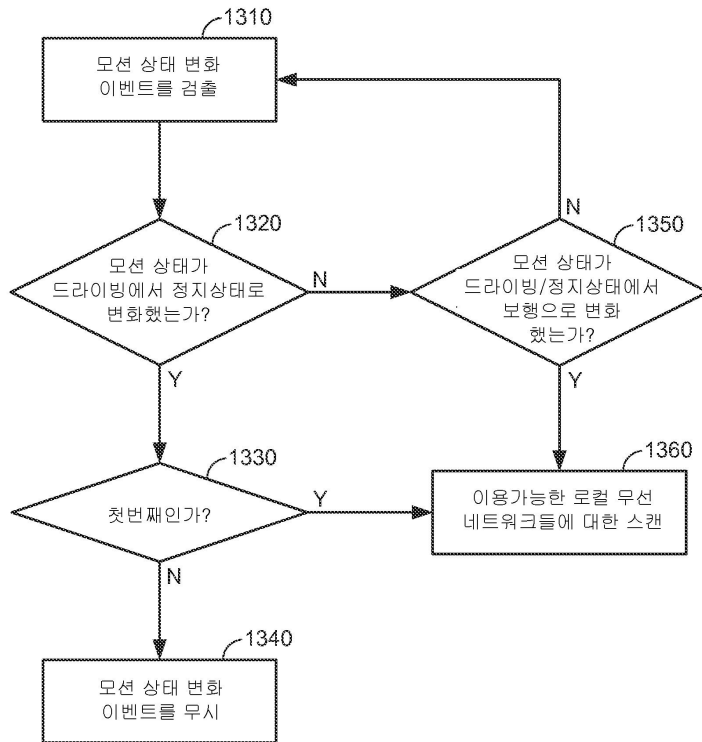 1310
모션 상태 변화
이벤트를 검출
1320
모션 상태가
드라이빙에서 정지상태로
변화했는가?
N
Y
N
1350
모션 상태가
드라이빙/정지상태에서
보행으로 변화
했는가?
Y
1330
첫번째인가?
Y
N
1360
이용가능한 로컬 무선
네트워크들에 대한 스캔
1340
모션 상태 변화
이벤트를 무시